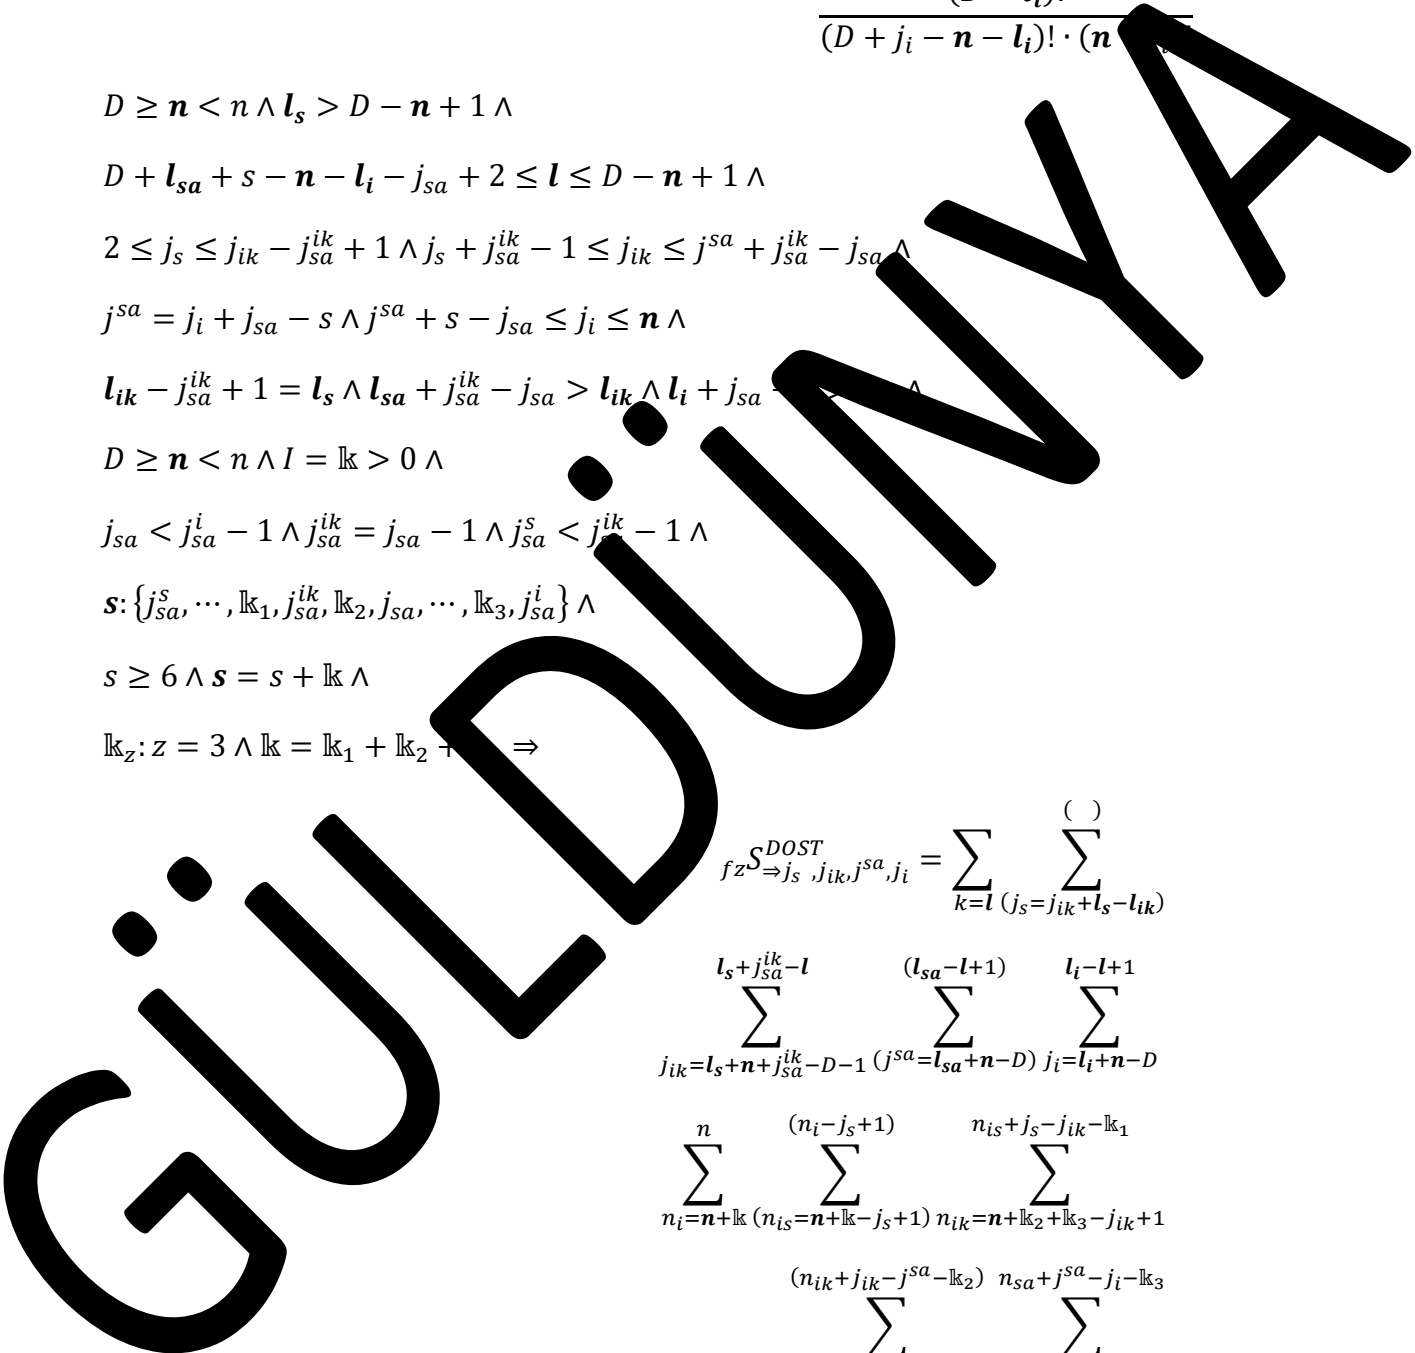 (D + j_i − n − l_i)! · (n
D ≥ n < n ∧ l_s > D − n + 1 ∧
D + l_sa + s − n − l_i − j_sa + 2 ≤ l ≤ D − n + 1 ∧
2 ≤ j_s ≤ j_ik − j_sa^ik + 1 ∧ j_s + j_sa^ik − 1 ≤ j_ik ≤ j^sa + j_sa^ik − j_sa ∧
j^sa = j_i + j_sa − s ∧ j^sa + s − j_sa ≤ j_i ≤ n ∧
l_ik − j_sa^ik + 1 = l_s ∧ l_sa + j_sa^ik − j_sa > l_ik ∧ l_i + j_sa − ∧
D ≥ n < n ∧ I = 𝕜 > 0 ∧
j_sa < j_sa^i − 1 ∧ j_sa^ik = j_sa − 1 ∧ j_sa^s < j_sa^ik − 1 ∧
s: {j_sa^s, ⋯ , 𝕜_1, j_sa^ik, 𝕜_2, j_sa, ⋯ , 𝕜_3, j_sa^i} ∧
s ≥ 6 ∧ s = s + 𝕜 ∧
𝕜_z: z = 3 ∧ 𝕜 = 𝕜_1 + 𝕜_2 + ⇒
( )
_fz S_⇒j_s ,j_ik,j^sa,j_i^DOST = ∑ ∑
k=l (j_s=j_ik+l_s−l_ik)
l_s+j_sa^ik−l (l_sa−l+1) l_i−l+1
∑ ∑ ∑
j_ik=l_s+n+j_sa^ik−D−1 (j^sa=l_sa+n−D) j_i=l_i+n−D
n (n_i−j_s+1) n_is+j_s−j_ik−𝕜_1
∑ ∑ ∑
n_i=n+𝕜 (n_is=n+𝕜−j_s+1) n_ik=n+𝕜_2+𝕜_3−j_ik+1
(n_ik+j_ik−j^sa−𝕜_2) n_sa+j^sa−j_i−𝕜_3
∑ ∑
GÜLDÜNYA